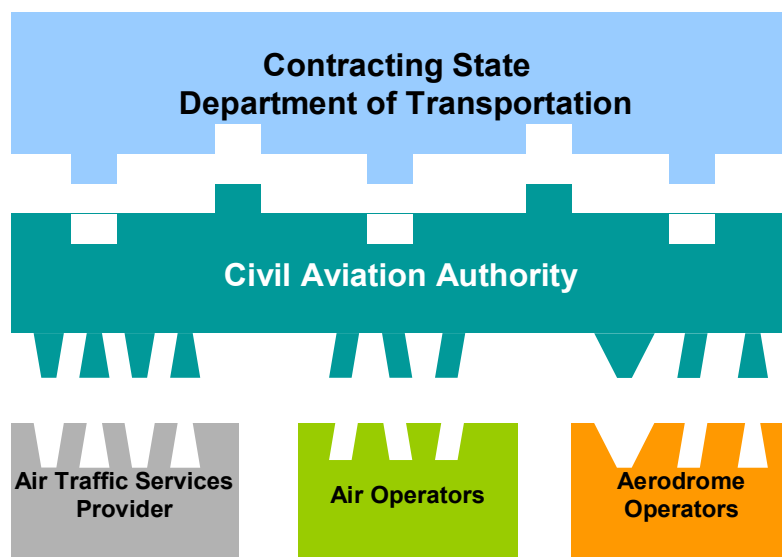 Contracting State
Department of Transportation
Civil Aviation Authority
Air Traffic Services
Provider
Air Operators
Aerodrome
Operators